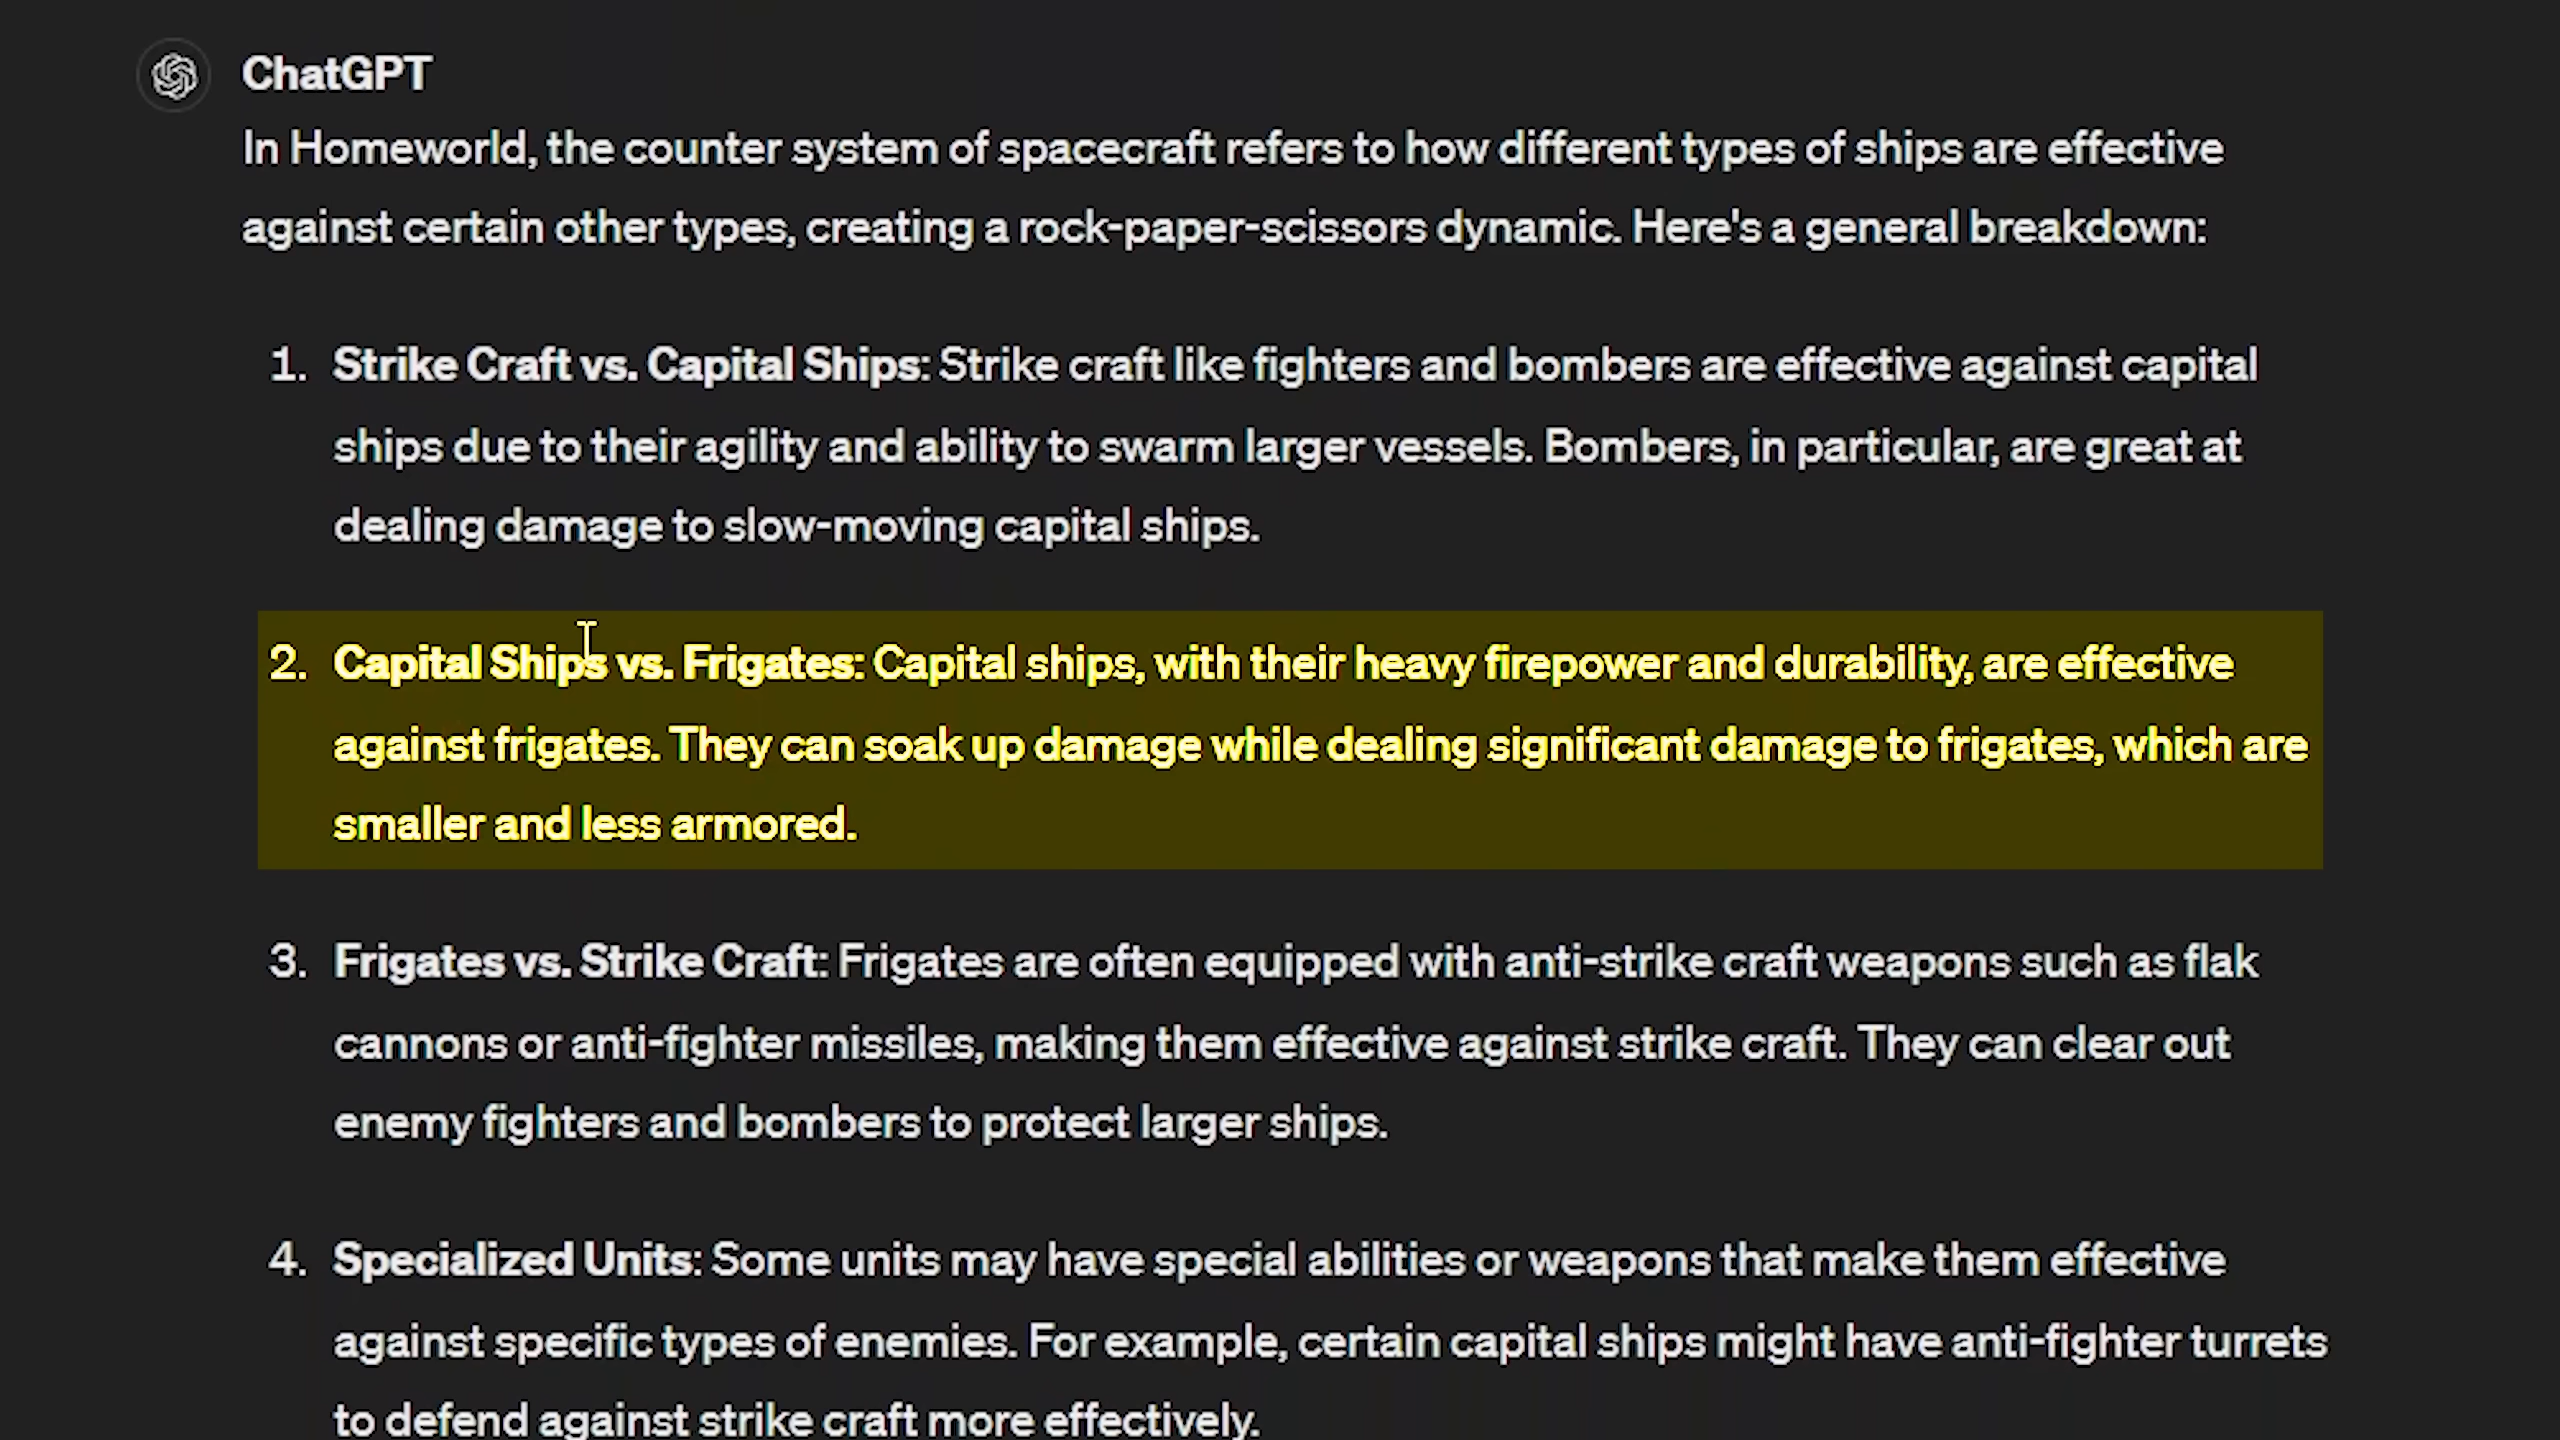 ChatGPT
In Homeworld, the counter system of spacecraft refers to how different types of ships are effective
against certain other types, creating a rock-paper-scissors dynamic. Here's a general breakdown:
1. Strike Craft vs. Capital Ships: Strike craft like fighters and bombers are effective against capital
ships due to their agility and ability to swarm larger vessels. Bombers, in particular, are great at
dealing damage to slow-moving capital ships.
2. Capital Ships vs. Frigates: Capital ships, with their heavy firepower and durability, are effective
against frigates. They can soak up damage while dealing significant damage to frigates, which are
smaller and less armored.
3. Frigates vs. Strike Craft: Frigates are often equipped with anti-strike craft weapons such as flak
cannons or anti-fighter missiles, making them effective against strike craft. They can clear out
enemy fighters and bombers to protect larger ships.
4. Specialized Units: Some units may have special abilities or weapons that make them effective
against specific types of enemies. For example, certain capital ships might have anti-fighter turrets
to defend against strike craft more effectively.